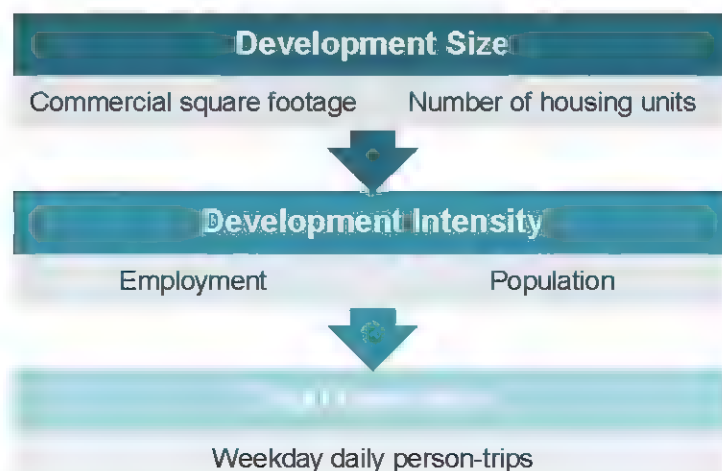 Development Size
Commercial square footage Number of housing units
Development Intensity
Employment Population
Weekday daily person-trips